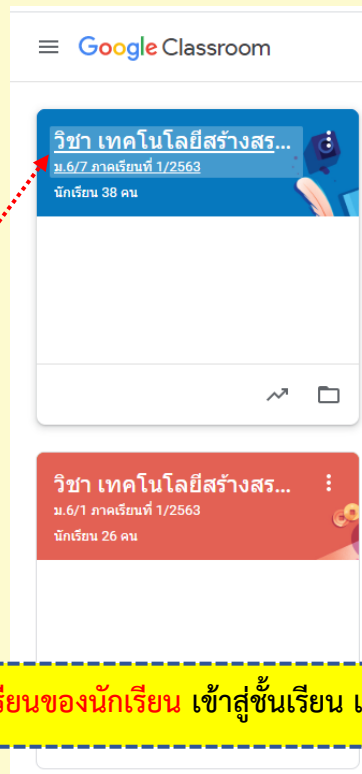 Google Classroom
วิชา เทคโนโลยีสร้างสร...
ม.6/7 ภาคเรียนที่ 1/2563
นักเรียน 38 คน
วิชา เทคโนโลยีสร้างสร...
ม.6/1 ภาคเรียนที่ 1/2563
นักเรียน 26 คน
รียนของนักเรียน เข้าสู่ชั้นเรียน